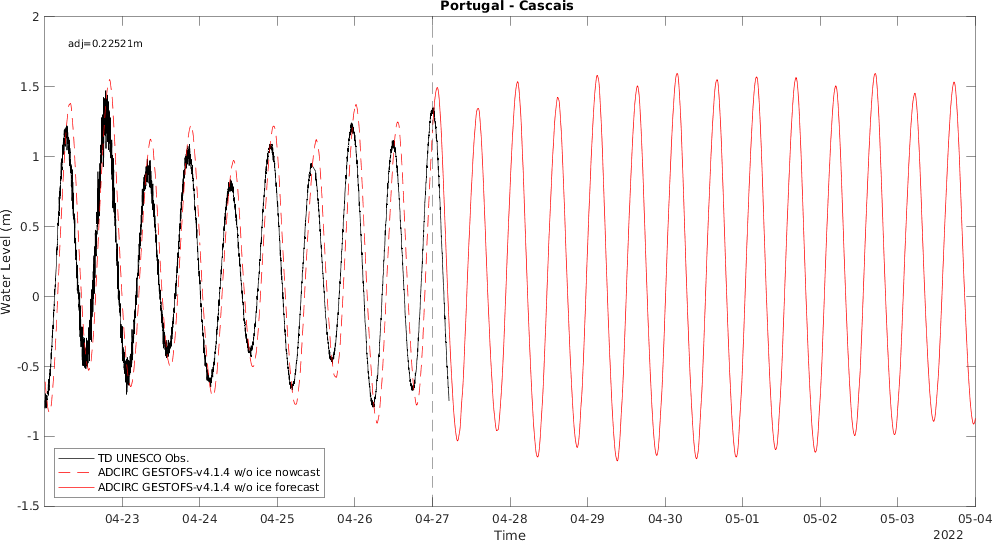 Portugal - Cascais
adj=0.22521m
2
1.5
1
0.5
0
-0.5
-1
-1.5
Water Level (m)
TD UNESCO Obs.
ADCIRC GESTOFS-v4.1.4 w/o ice nowcast
ADCIRC GESTOFS-v4.1.4 w/o ice forecast
04-23 04-24 04-25 04-26 04-27 04-28 04-29 04-30 05-01 05-02 05-03 05-04
Time
2022